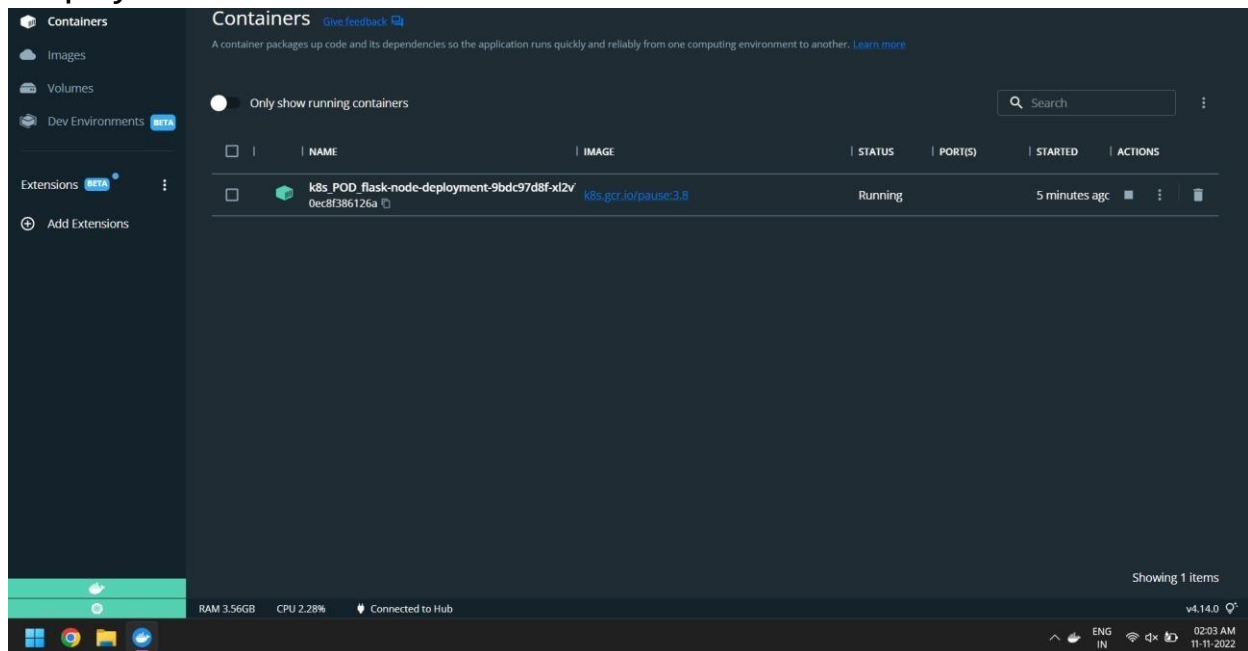 Containers
Images
Volumes
Dev Environments BETA
Extensions BETA
Add Extensions
Containers Give feedback
A container packages up code and its dependencies so the application runs quickly and reliably from one computing environment to another. Learn more
Only show running containers
Search
NAME IMAGE STATUS PORT(S) STARTED ACTIONS
k8s_POD_flask-node-deployment-9bdc97d8f-xl2v k8s.gcr.io/pause:3.8 Running 5 minutes agc
0ec8f386126a
Showing 1 items
RAM 3.56GB CPU 2.28% Connected to Hub v4.14.0
ENG 02:03 AM
IN 11-11-2022